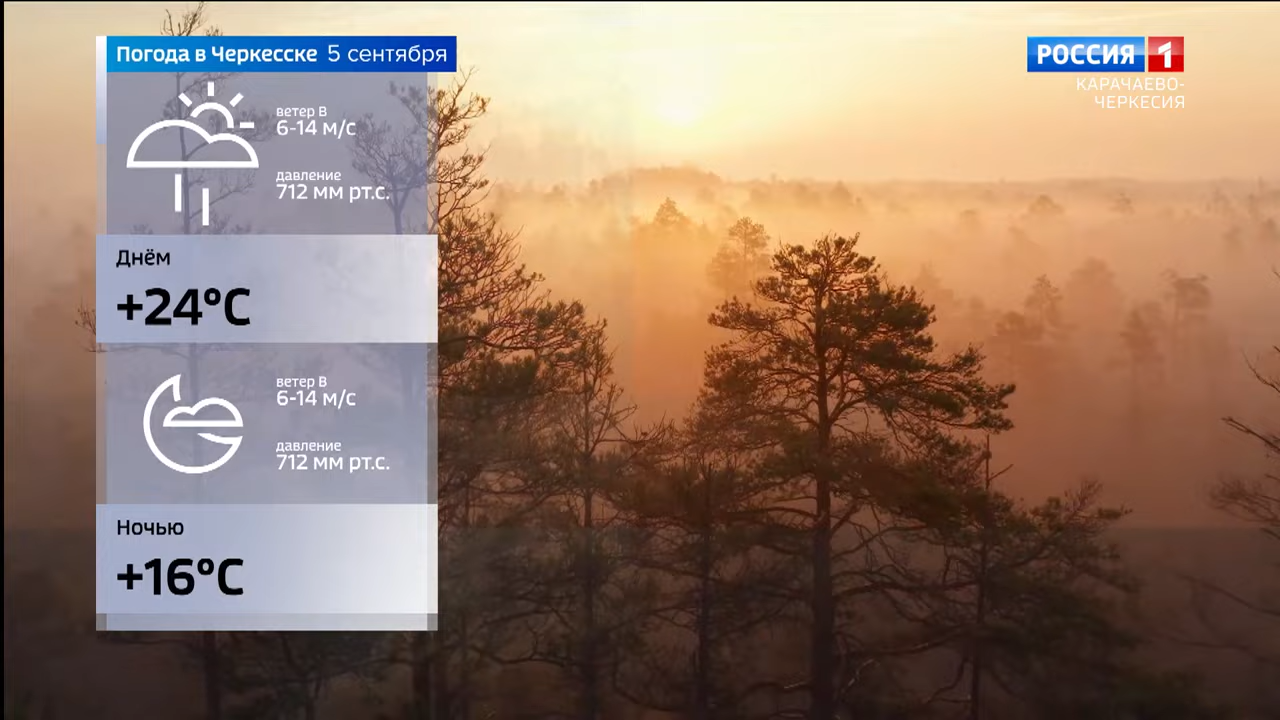 Погода в Черкесске 5 сентября
РОССИЯ 1
КАРАЧАЕВО-
ЧЕРКЕСИЯ
ветер В
6-14 м/с
давление
712 мм рт.с.
Днём
+24°C
ветер В
6-14 м/с
давление
712 мм рт.с.
Ночью
+16°C